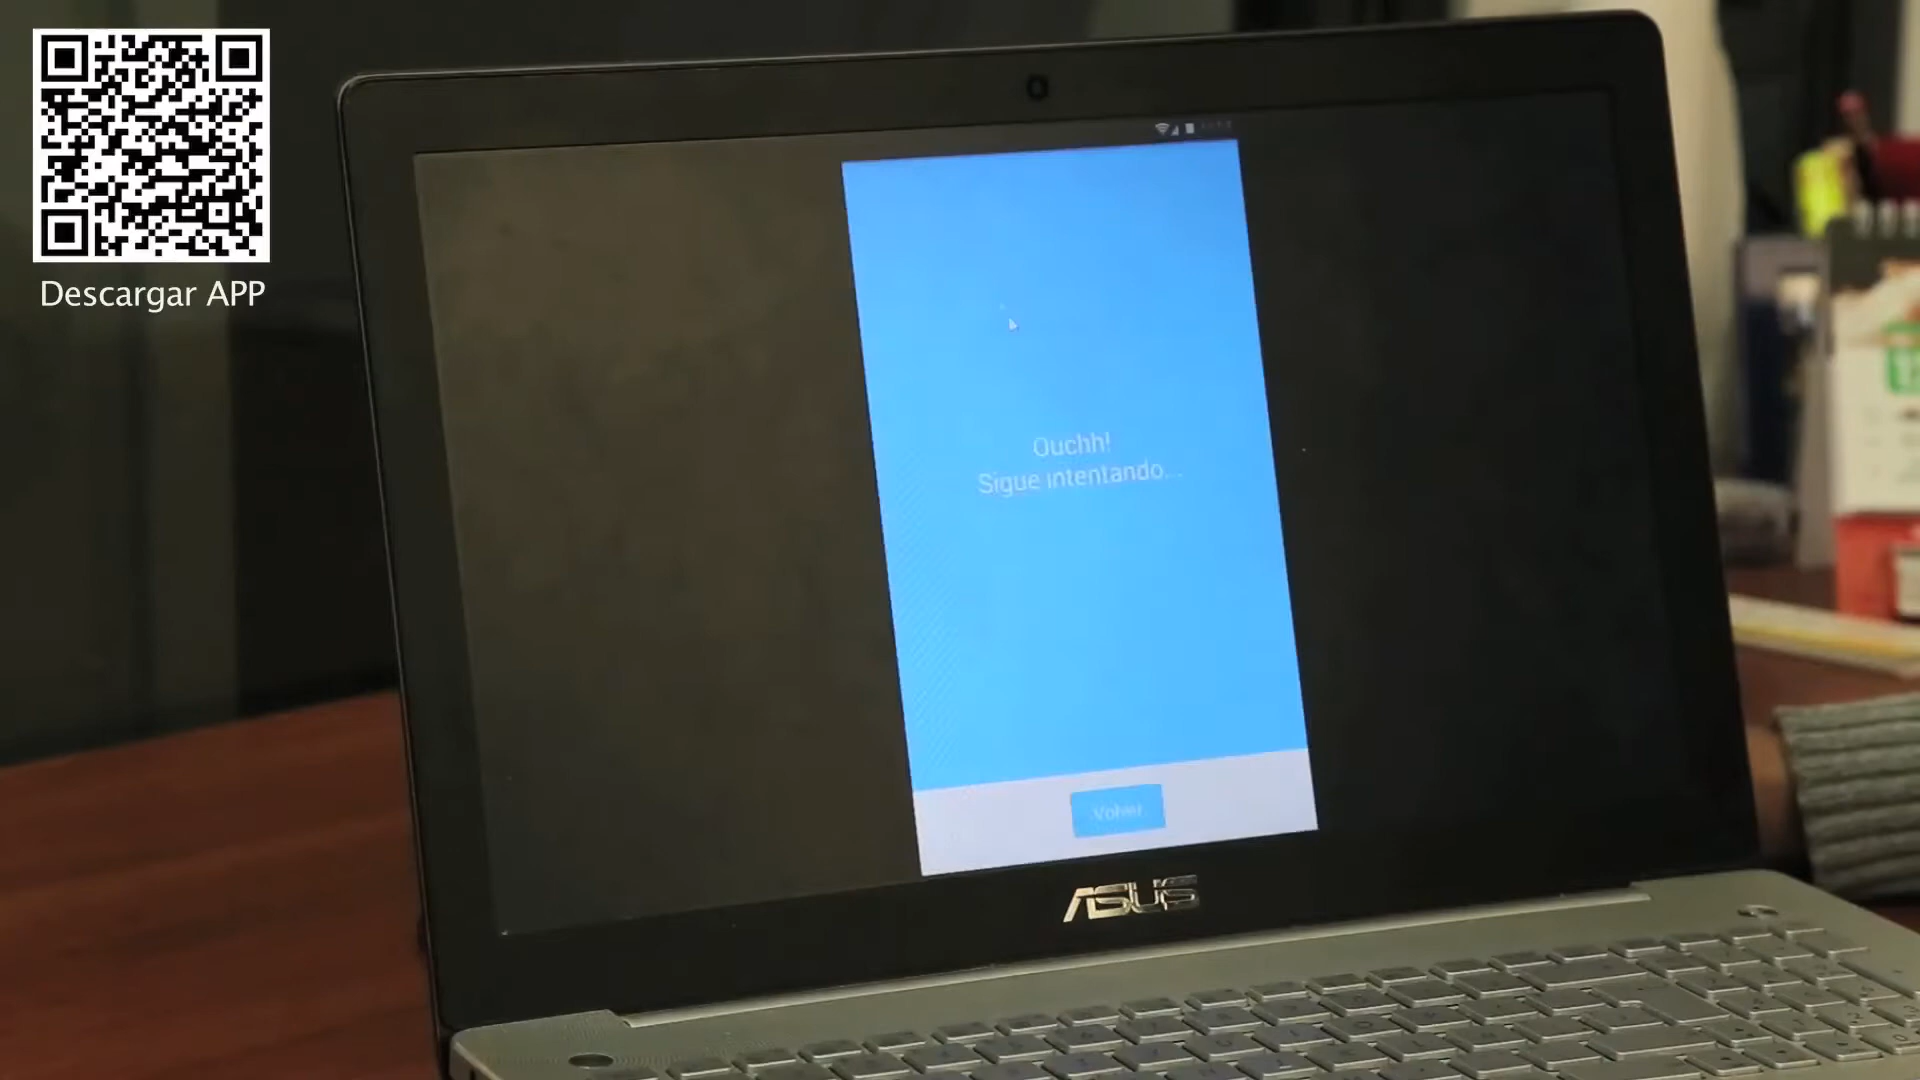 Descargar APP
Ouchh!
Sigue intentando...
Volver
ASUS